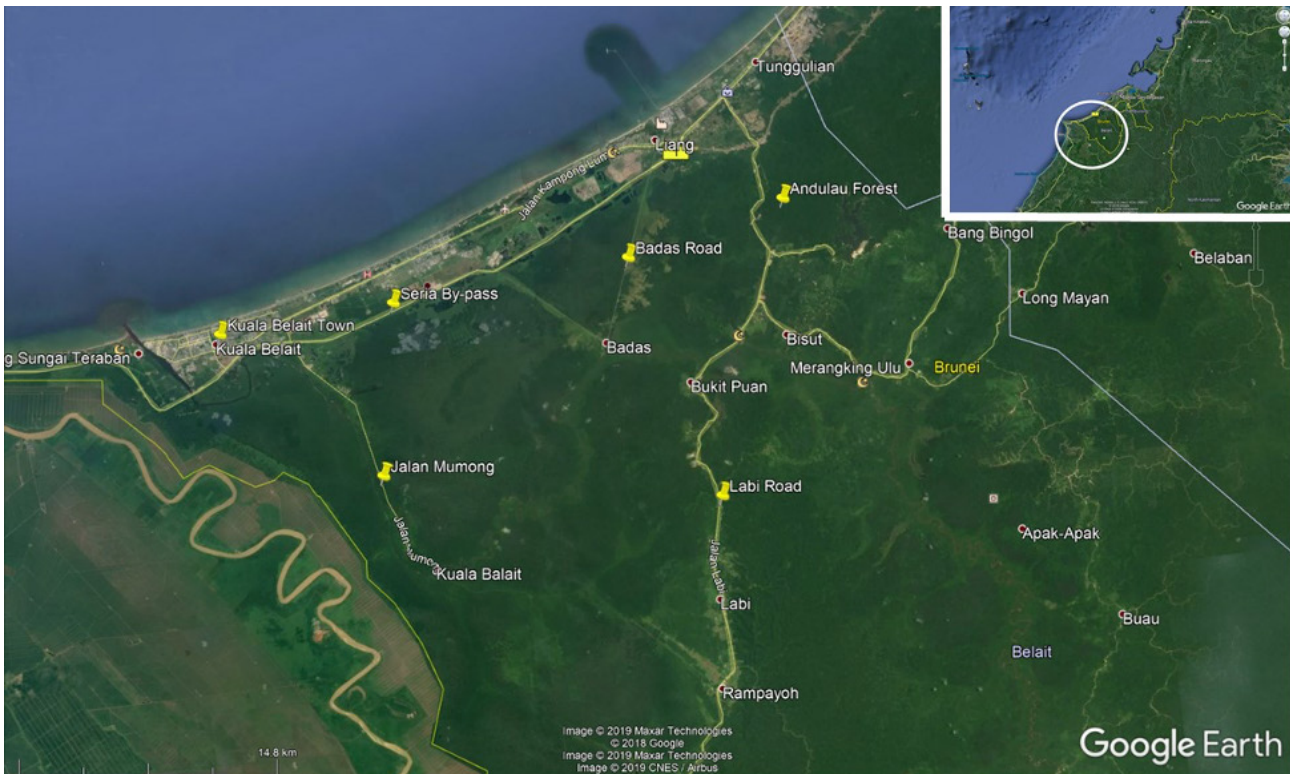 Tunggulian
Liang
Jalan Kampong Lun
Andulau Forest
Badas Road
Bang Bingol
Belaban
Long Mayan
Seria By-pass
Kuala Belait Town
Kuala Belait
g Sungai Teraban
Badas
Bisut
Merangking Ulu
Brunei
Bukit Puan
Jalan Mumong
Labi Road
Jalan Mumong
Kuala Balait
Jalan Labi
Labi
Apak-Apak
Buau
Belait
Rampayoh
14.8 km
Image © 2019 Maxar Technologies
© 2018 Google
Image © 2019 Maxar Technologies
Image © 2019 CNES / Airbus
Google Earth
Google Earth